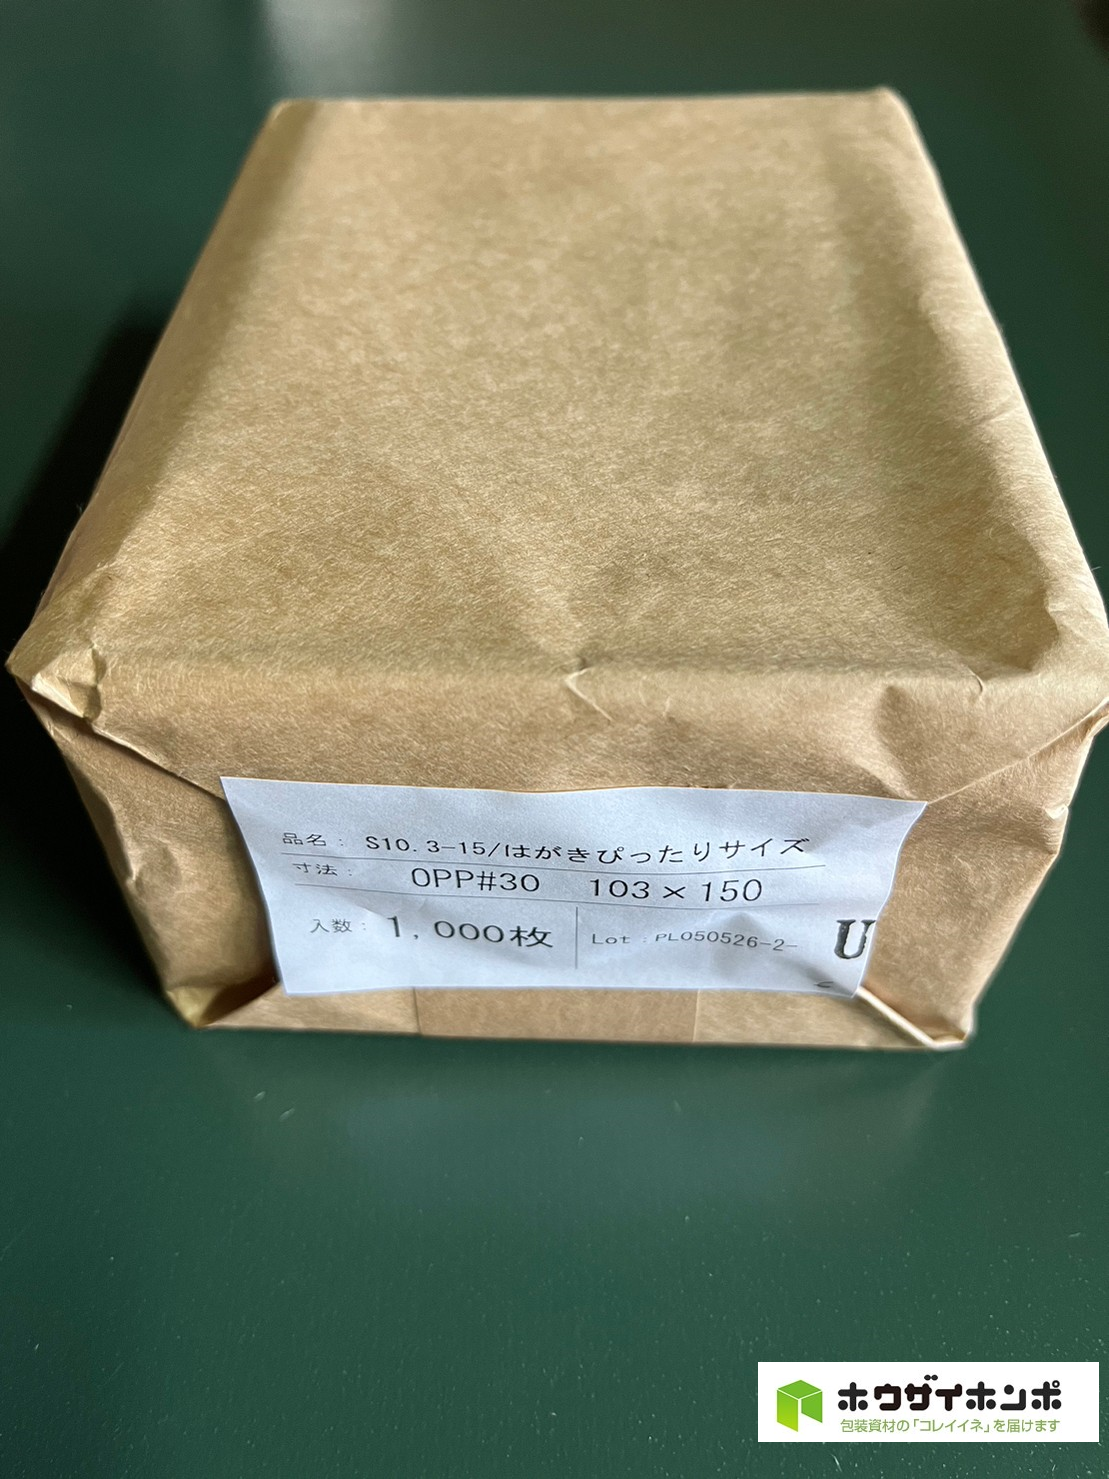 品名： S10.3-15/はがきぴったりサイズ
寸法： OPP#30 103×150
入数： 1,000枚 Lot：PL050526-2-
U
ホウザイホンポ
包装資材の「コレイイネ」を届けます